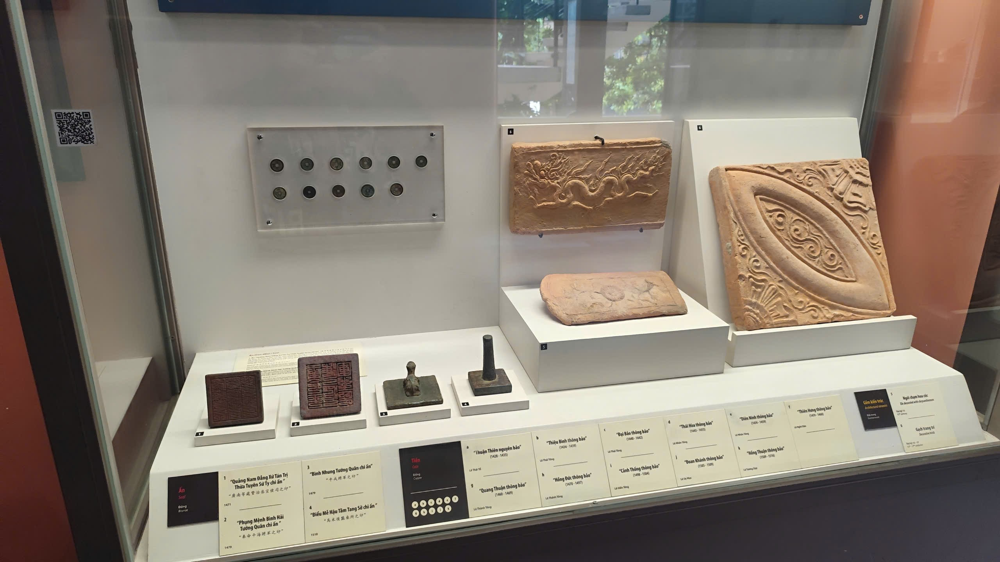 6
6
5
Ấn (Con dấu) / Seal
1
2
3
4
Ấn
Seal
Đồng
Bronze
1
“Quảng Nam Đẳng Xứ Tán Trị
Thừa Tuyên Sứ Ty chi ấn”
“廣南等處贊治丞宣使司之印”
1471
2
“Phụng Mệnh Bình Hải
Tướng Quân chi ấn”
“奉命平海將軍之印”
1479
3
“Bình Nhung Tướng Quân chi ấn”
“平戎將軍之印”
1479
4
“Điểu Mễ Hậu Tằm Tang Sở chi ấn”
“鳥米後蠶桑所之印”
1510
Tiền
Coin
Đồng
Copper
a b c d e f
g h i j k
a
“Thuận Thiên nguyên bảo”
(1428 - 1433)
Lê Thái Tổ
g
“Quang Thuận thông bảo”
(1460 - 1469)
Lê Thánh Tông
b
“Thiệu Bình thông bảo”
(1434 - 1439)
Lê Thái Tông
h
“Hồng Đức thông bảo”
(1470 - 1497)
Lê Thánh Tông
c
“Đại Bảo thông bảo”
(1440 - 1442)
Lê Thái Tông
i
“Cảnh Thống thông bảo”
(1498 - 1504)
Lê Hiến Tông
d
“Thái Hòa thông bảo”
(1443 - 1453)
Lê Nhân Tông
j
“Đoan Khánh thông bảo”
(1505 - 1509)
Lê Uy Mục
e
“Diên Ninh thông bảo”
(1454 - 1459)
Lê Nhân Tông
k
“Hồng Thuận thông bảo”
(1509 - 1516)
Lê Tương Dực
f
“Thiên Hưng thông bảo”
(1459 - 1460)
Lê Nghi Dân
Gốm kiến trúc
Architectural ceramics
Đất nung
Earthenware
5
Ngói chạm hoa cúc
Tile decorated with chrysanthemum
Thế kỷ 15
15th century
6
Gạch trang trí
Decorative brick
Thế kỷ 15 - 17
15th - 17th centuries